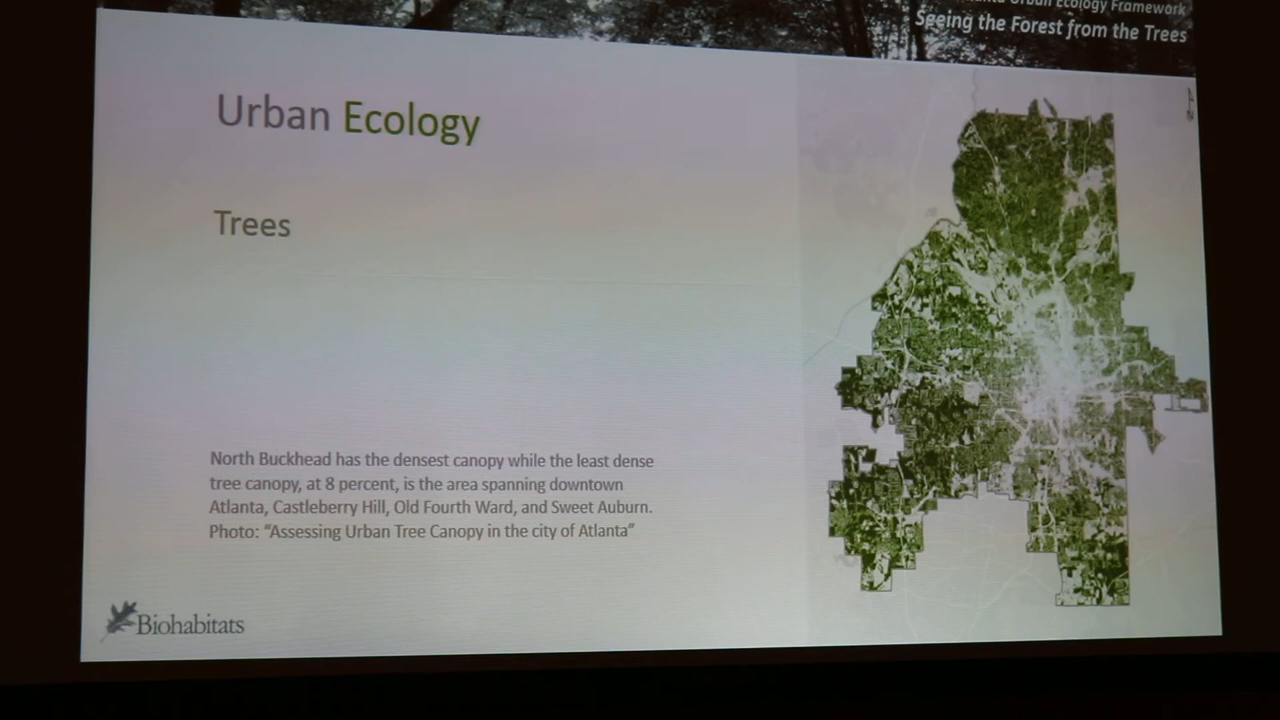 Urban Ecology Framework
Seeing the Forest from the Trees
Urban Ecology
Trees
North Buckhead has the densest canopy while the least dense
tree canopy, at 8 percent, is the area spanning downtown
Atlanta, Castleberry Hill, Old Fourth Ward, and Sweet Auburn.
Photo: “Assessing Urban Tree Canopy in the city of Atlanta”
Biohabitats